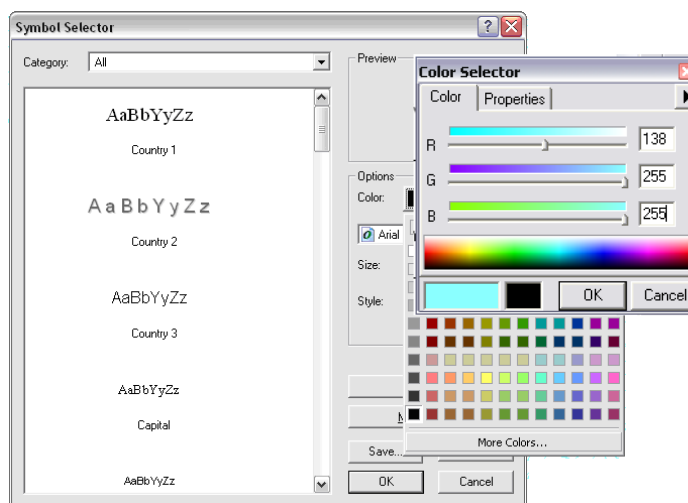 Symbol Selector
Category: All
AaBbYyZz
Country 1
AaBbYyZz
Country 2
AaBbYyZz
Country 3
AaBbYyZz
Capital
AaBbYyZz
Preview
Options
Color:
Arial
Size:
Style:
Save...
OK Cancel
Color Selector
Color Properties
R 138
G 255
B 255
OK Cancel
More Colors...